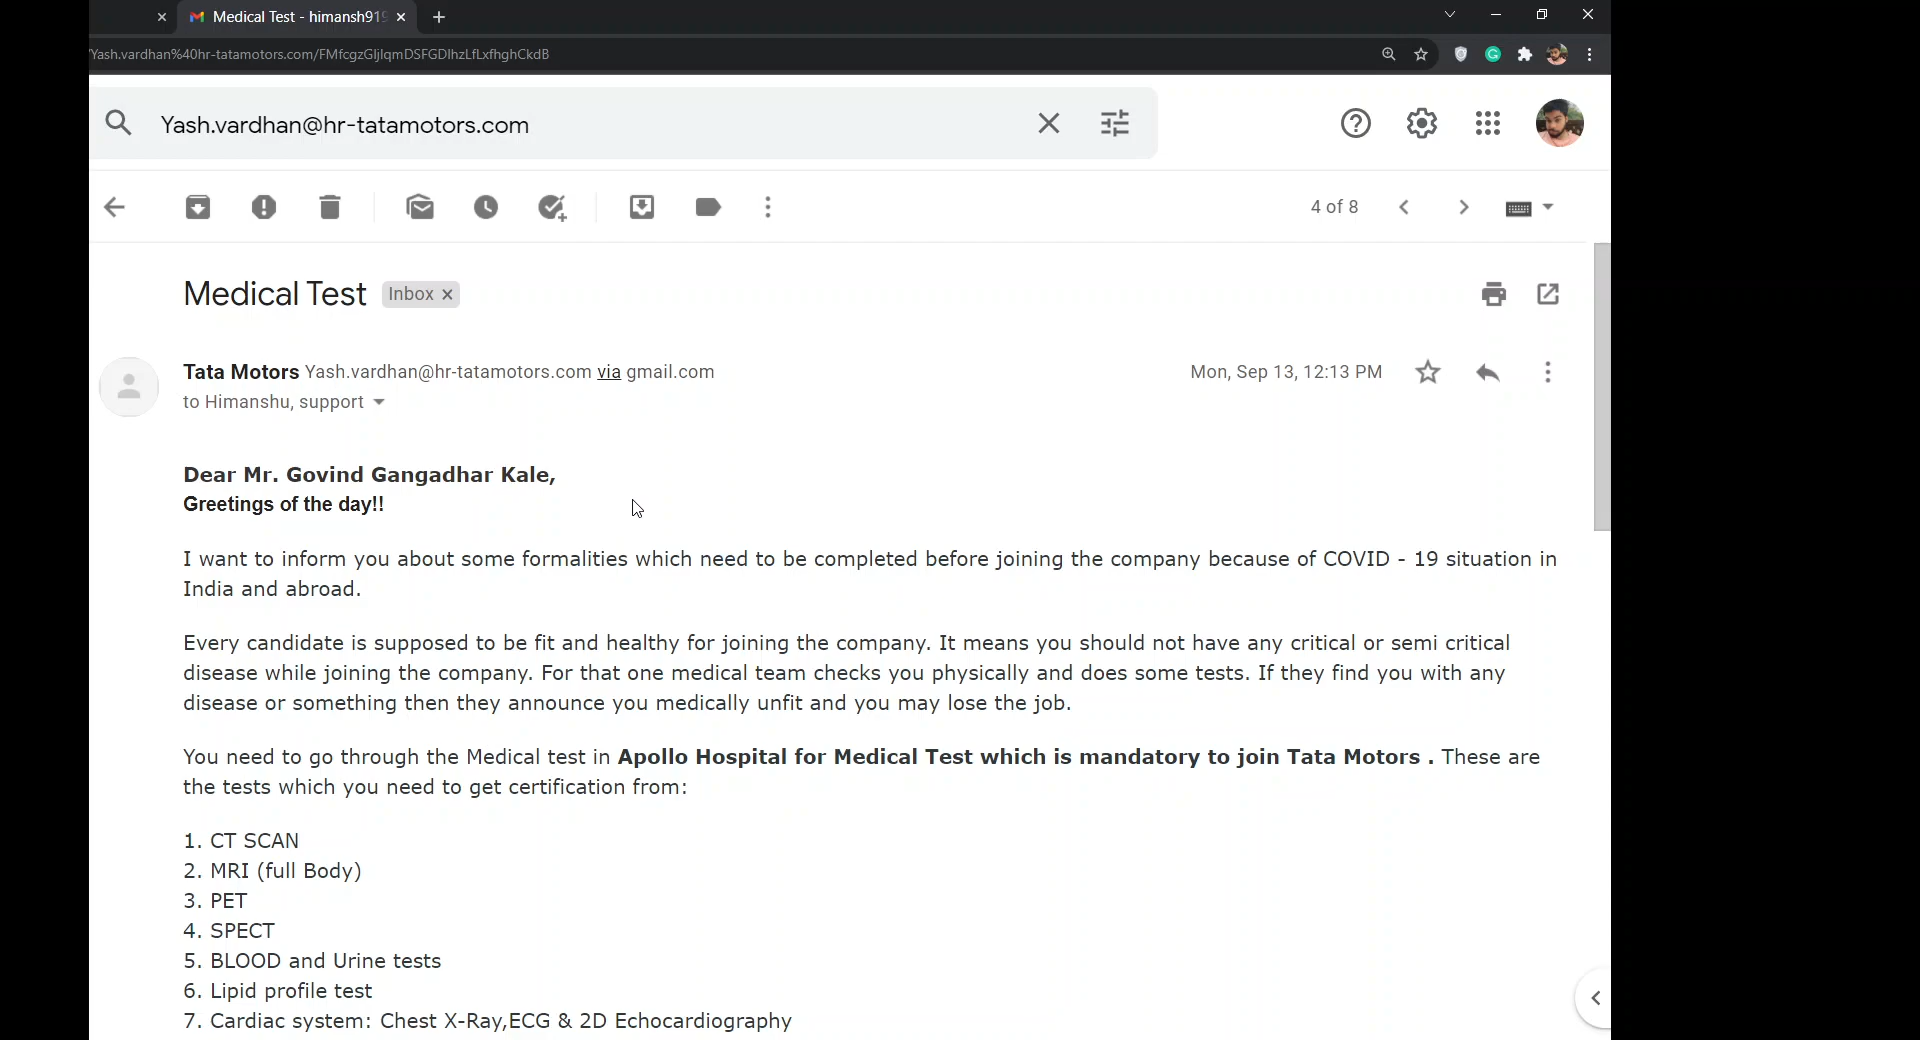 Medical Test - himansh919
Yash.vardhan%40hr-tatamotors.com/FMfcgzGljlqmDSFGDlhzLfLxfhghCkdB
Yash.vardhan@hr-tatamotors.com
4 of 8
Medical Test Inbox ×
Tata Motors Yash.vardhan@hr-tatamotors.com via gmail.com Mon, Sep 13, 12:13 PM
to Himanshu, support
Dear Mr. Govind Gangadhar Kale,
Greetings of the day!!
I want to inform you about some formalities which need to be completed before joining the company because of COVID - 19 situation in
India and abroad.
Every candidate is supposed to be fit and healthy for joining the company. It means you should not have any critical or semi critical
disease while joining the company. For that one medical team checks you physically and does some tests. If they find you with any
disease or something then they announce you medically unfit and you may lose the job.
You need to go through the Medical test in Apollo Hospital for Medical Test which is mandatory to join Tata Motors . These are
the tests which you need to get certification from:
1. CT SCAN
2. MRI (full Body)
3. PET
4. SPECT
5. BLOOD and Urine tests
6. Lipid profile test
7. Cardiac system: Chest X-Ray,ECG & 2D Echocardiography